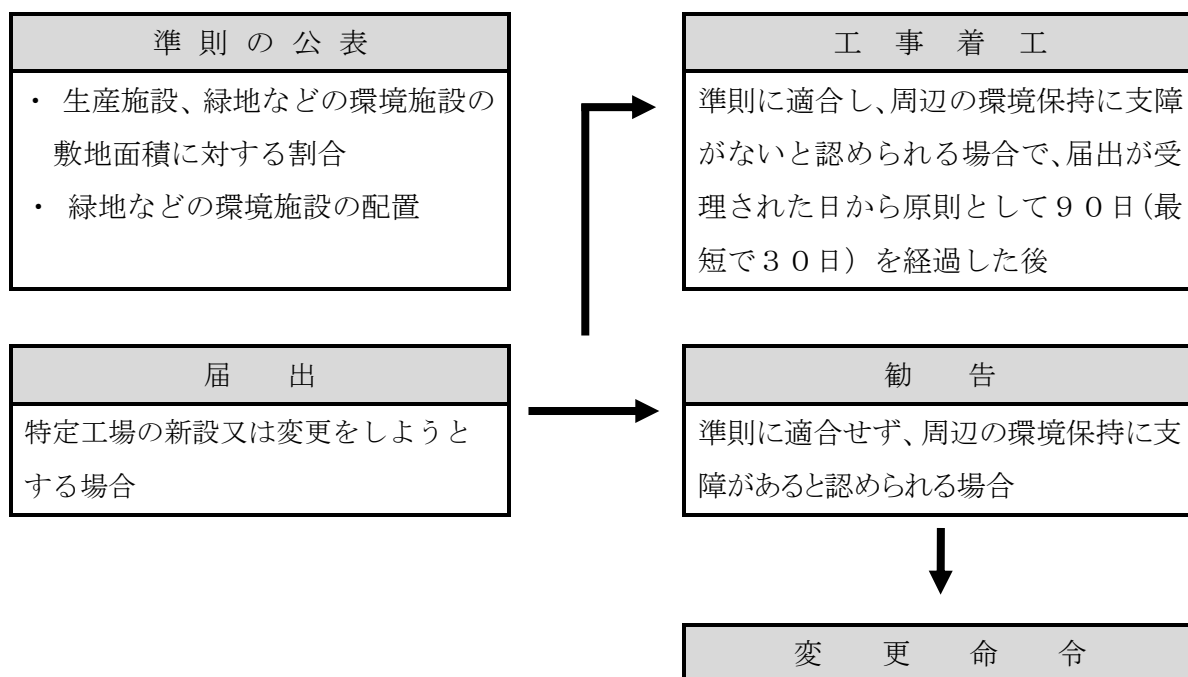 準則の公表
・ 生産施設、緑地などの環境施設の
敷地面積に対する割合
・ 緑地などの環境施設の配置
工事着工
準則に適合し、周辺の環境保持に支障
がないと認められる場合で、届出が受
理された日から原則として９０日（最
短で３０日）を経過した後
届出
特定工場の新設又は変更をしようと
する場合
勧告
準則に適合せず、周辺の環境保持に支
障があると認められる場合
変更命令